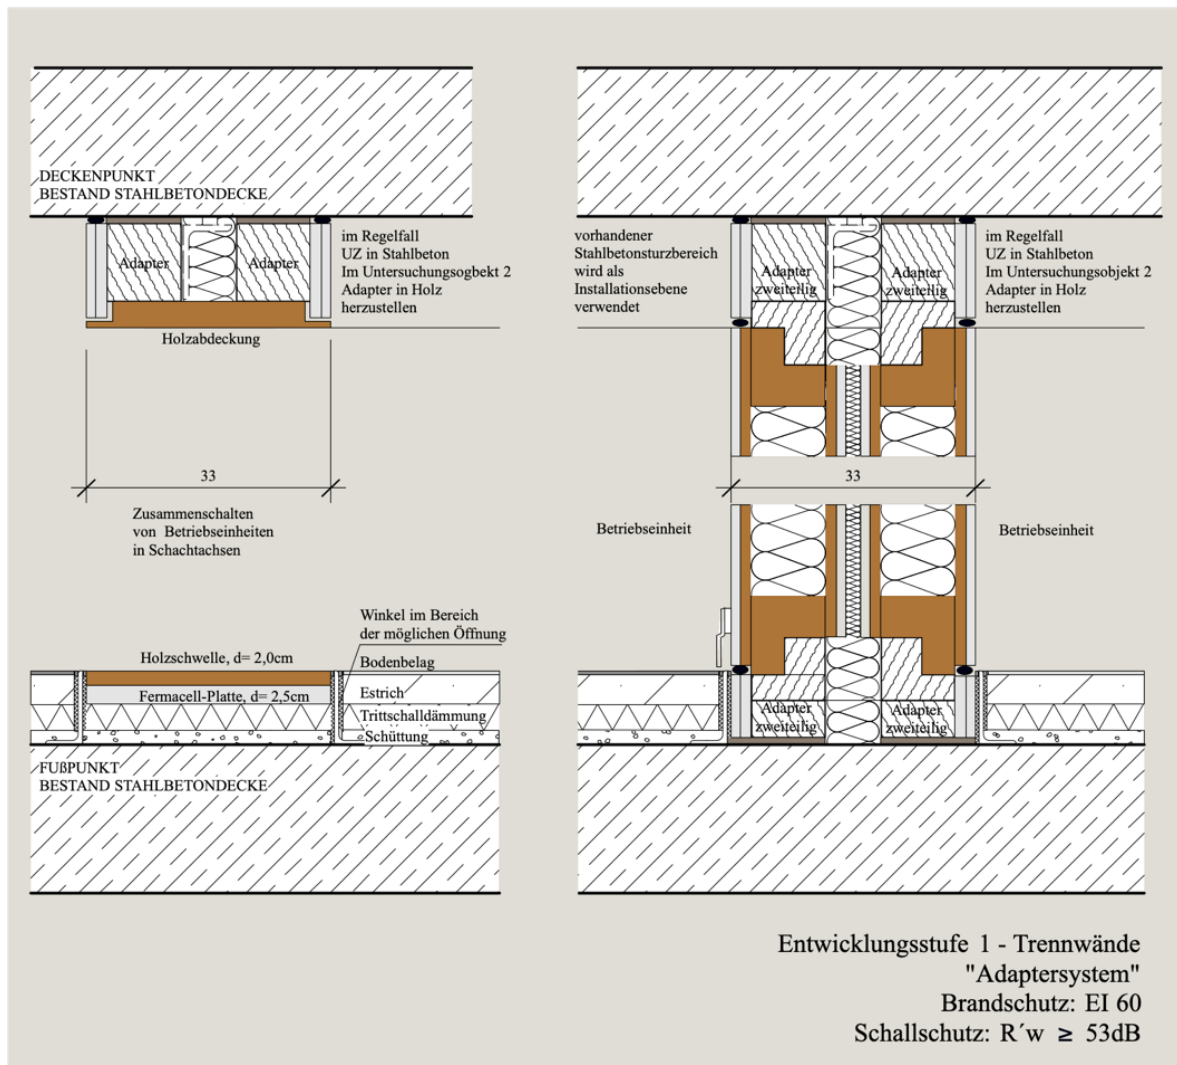 DECKENPUNKT
BESTAND STAHLBETONDECKE
Adapter
Adapter
im Regelfall
UZ in Stahlbeton
Im Untersuchungsogbekt 2
Adapter in Holz
herzustellen
Holzabdeckung
33
Zusammenschalten
von Betriebseinheiten
in Schachtachsen
Winkel im Bereich
der möglichen Öffnung
Holzschwelle, d= 2,0cm
Bodenbelag
Fermacell-Platte, d= 2,5cm
Estrich
Trittschalldämmung
Schüttung
FUßPUNKT
BESTAND STAHLBETONDECKE
vorhandener
Stahlbetonsturzbereich
wird als
Installationsebene
verwendet
Adapter
zweiteilig
Adapter
zweiteilig
im Regelfall
UZ in Stahlbeton
Im Untersuchungsobjekt 2
Adapter in Holz
herzustellen
33
Betriebseinheit
Betriebseinheit
Adapter
zweiteilig
Adapter
zweiteilig
Entwicklungsstufe 1 - Trennwände
"Adaptersystem"
Brandschutz: EI 60
Schallschutz: R´w ≥ 53dB